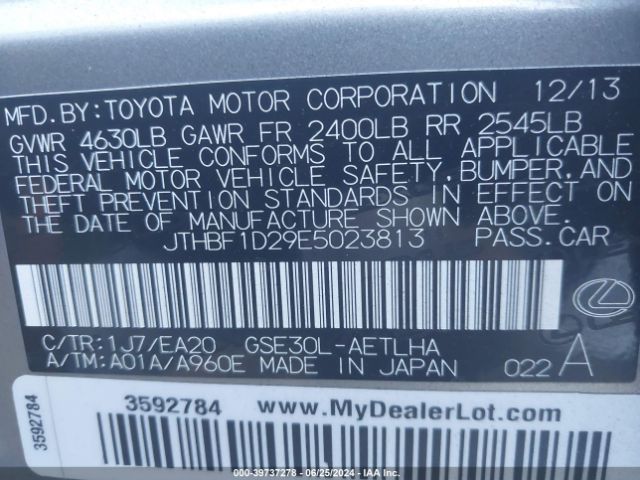 MFD.BY:TOYOTA MOTOR CORPORATION 12/13
GVWR 4630LB GAWR FR 2400LB RR 2545LB
THIS VEHICLE CONFORMS TO ALL APPLICABLE
FEDERAL MOTOR VEHICLE SAFETY,BUMPER,AND
THEFT PREVENTION STANDARDS IN EFFECT ON
THE DATE OF MANUFACTURE SHOWN ABOVE.
JTHBF1D29E5023813 PASS.CAR
C/TR:1J7/EA20 GSE30L-AETLHA
A/TM:A01A/A960E MADE IN JAPAN 022 A
3592784
3592784 www.MyDealerLot.com
000-39737278 - 06/25/2024 - IAA Inc.